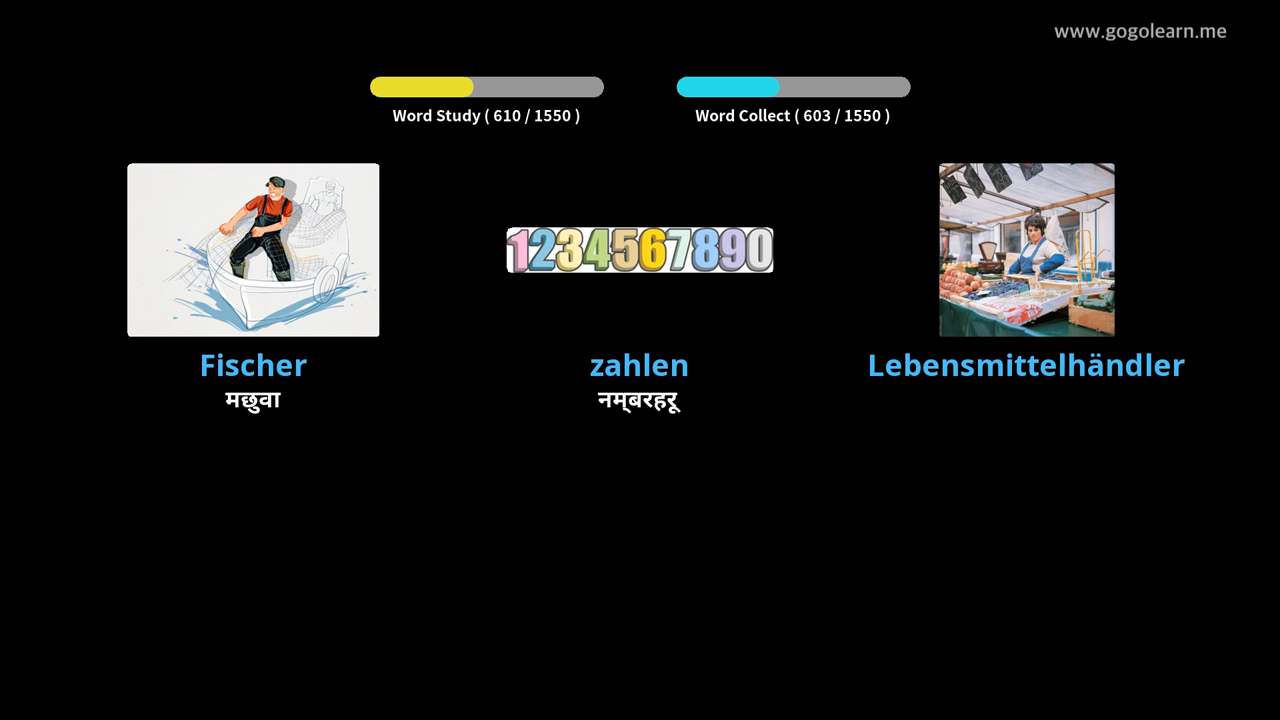 www.gogolearn.me
Word Study ( 610 / 1550 )
Word Collect ( 603 / 1550 )
1234567890
Fischer
zahlen
Lebensmittelhändler
मछुवा
नम्बरहरू